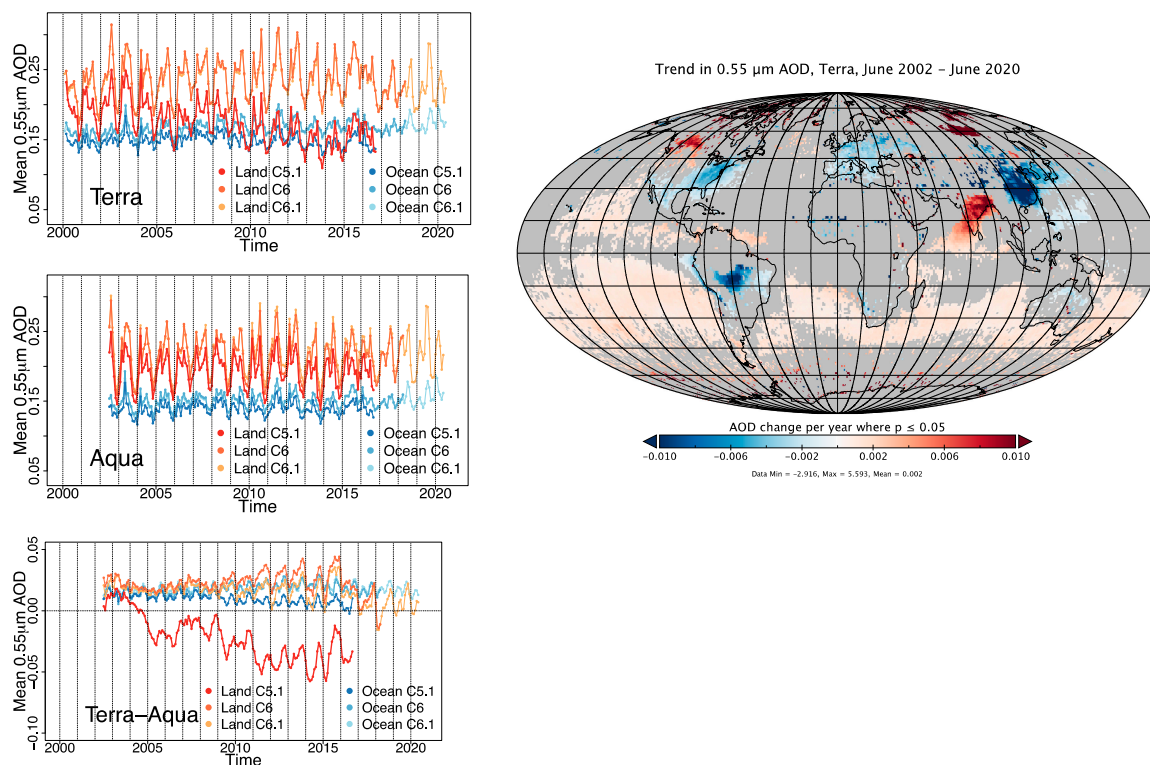 Mean 0.55µm AOD
0.05 0.15 0.25
Terra
Land C5.1
Land C6
Land C6.1
Ocean C5.1
Ocean C6
Ocean C6.1
2000 2005 2010 2015 2020
Time
Mean 0.55µm AOD
0.05 0.15 0.25
Aqua
Land C5.1
Land C6
Land C6.1
Ocean C5.1
Ocean C6
Ocean C6.1
2000 2005 2010 2015 2020
Time
Mean 0.55µm AOD
−0.10 −0.05 0.00 0.05
Terra−Aqua
Land C5.1
Land C6
Land C6.1
Ocean C5.1
Ocean C6
Ocean C6.1
2000 2005 2010 2015 2020
Time
Trend in 0.55 µm AOD, Terra, June 2002 – June 2020
AOD change per year where p ≤ 0.05
−0.010 −0.006 −0.002 0.002 0.006 0.010
Data Min = −2.916, Max = 5.593, Mean = 0.002